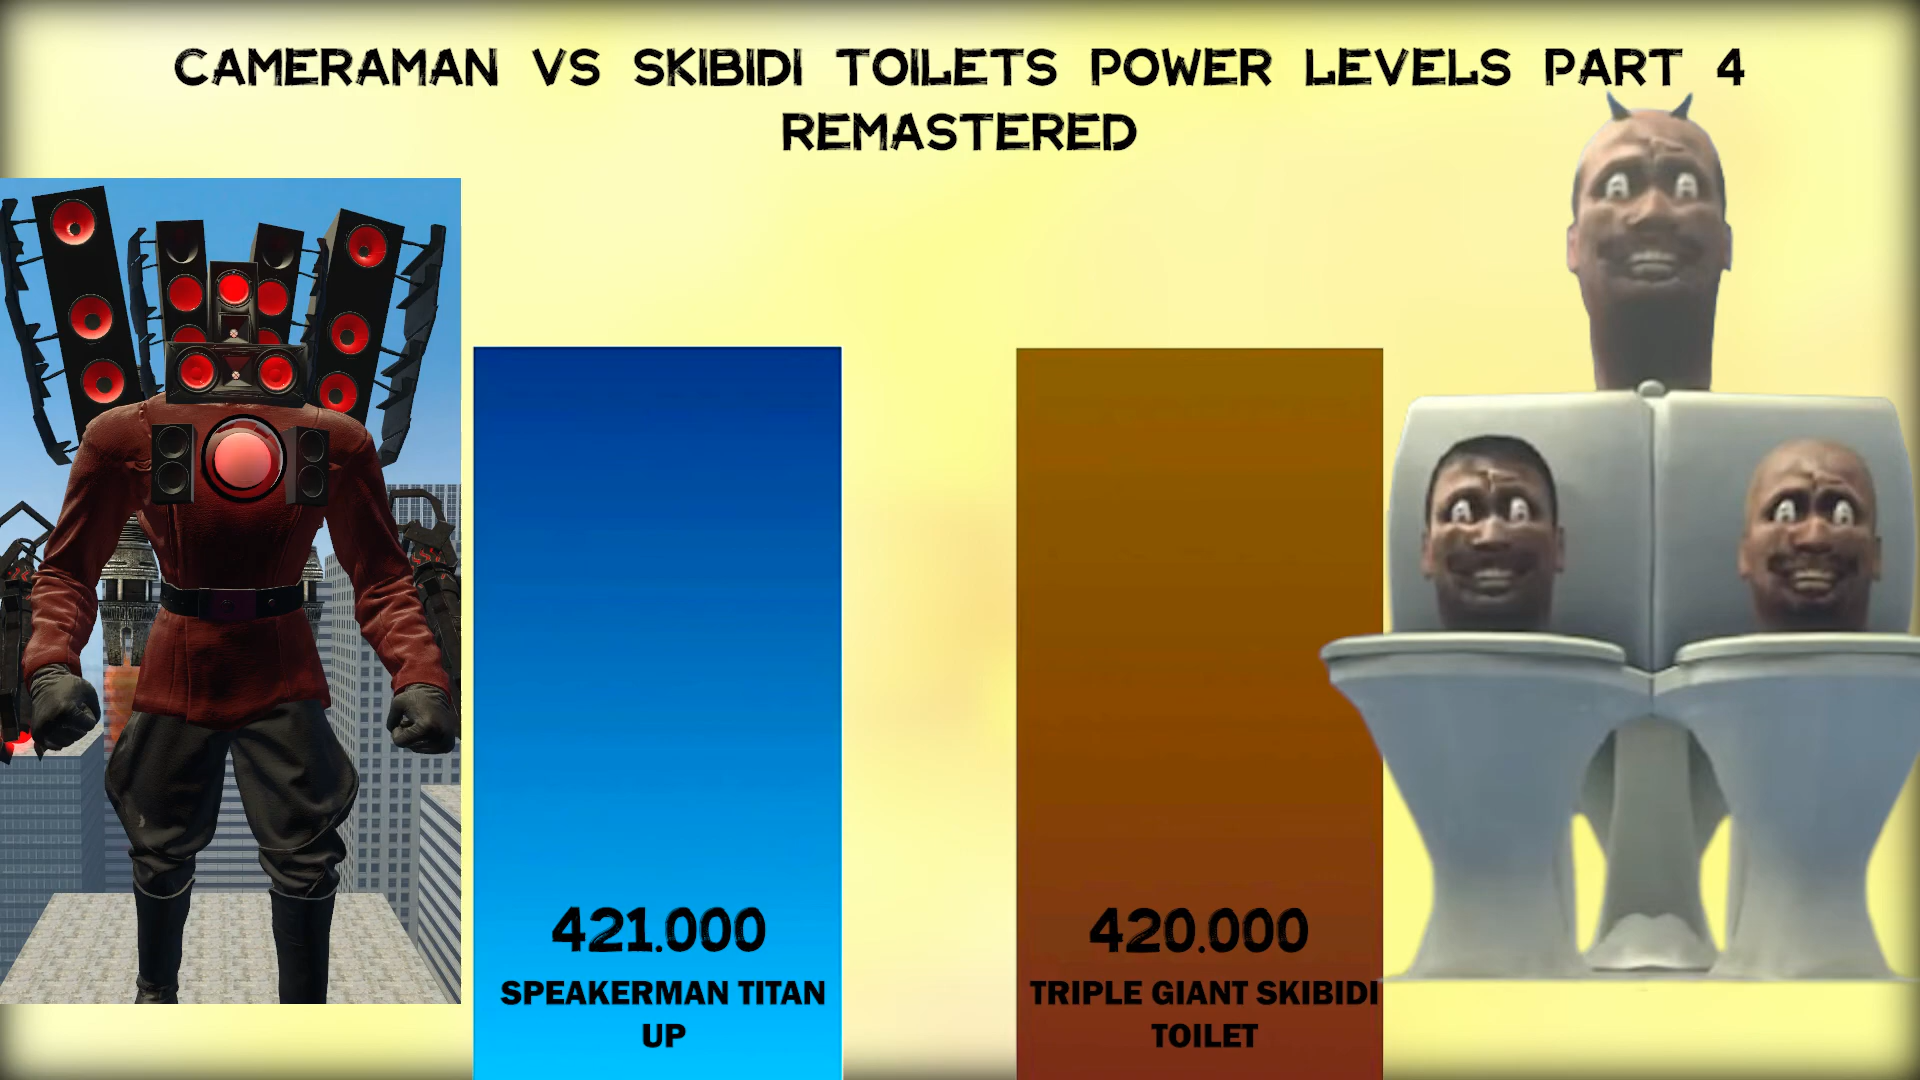 CAMERAMAN VS SKIBIDI TOILETS POWER LEVELS PART 4
REMASTERED
421.000
SPEAKERMAN TITAN
UP
420.000
TRIPLE GIANT SKIBIDI
TOILET